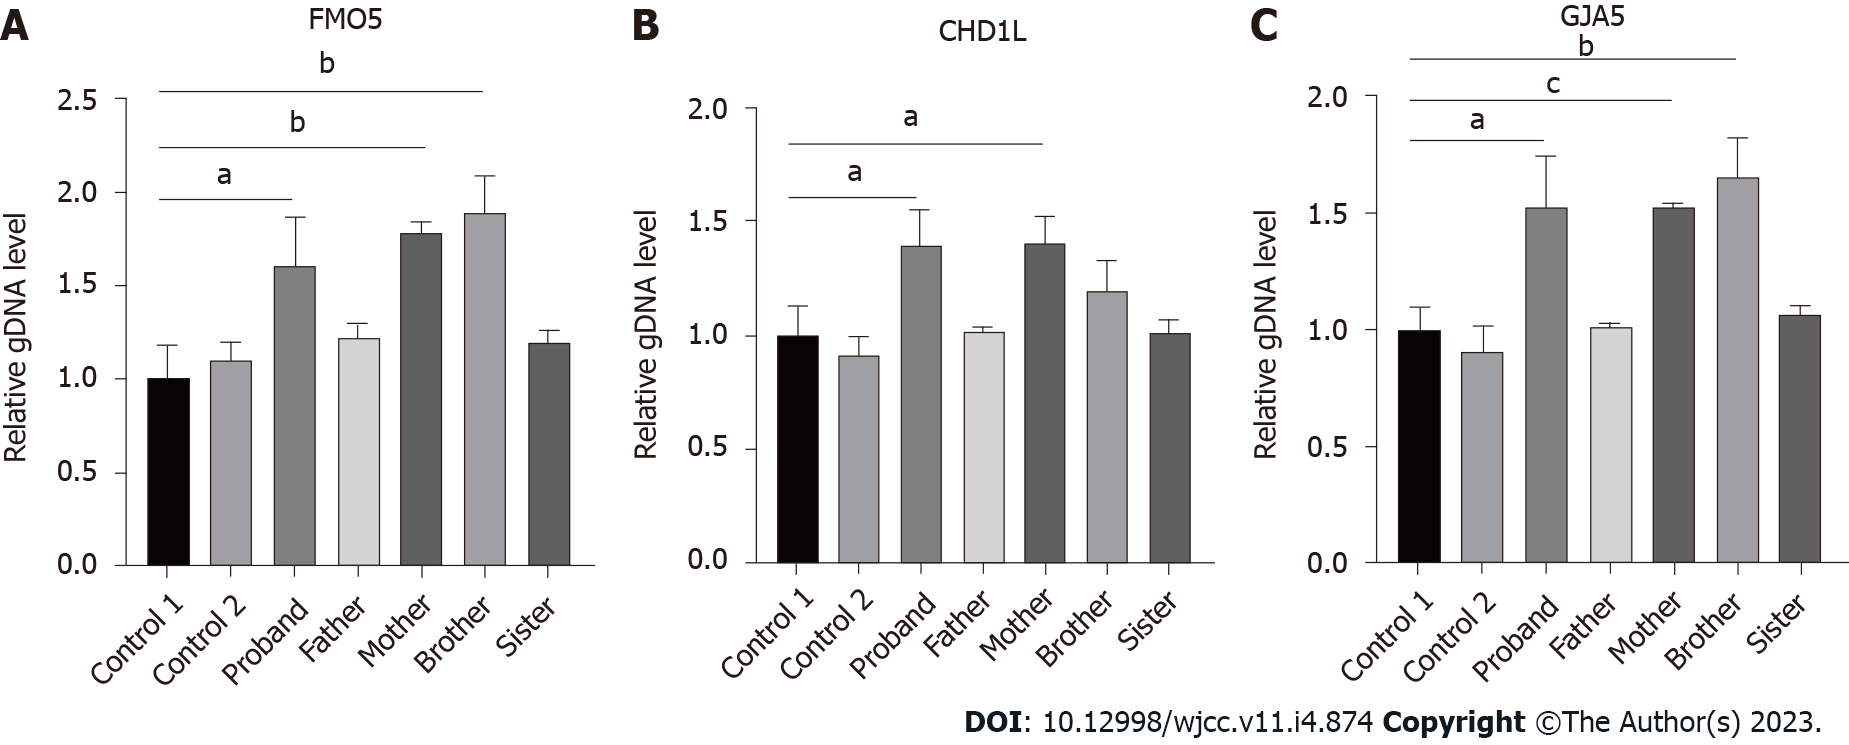 A
FMO5
b
b
a
2.5
2.0
1.5
1.0
0.5
0.0
Relative gDNA level
Control 1
Control 2
Proband
Father
Mother
Brother
Sister
B
CHD1L
a
a
2.0
1.5
1.0
0.5
0.0
Relative gDNA level
Control 1
Control 2
Proband
Father
Mother
Brother
Sister
C
GJA5
b
c
a
2.0
1.5
1.0
0.5
0.0
Relative gDNA level
Control 1
Control 2
Proband
Father
Mother
Brother
Sister
DOI: 10.12998/wjcc.v11.i4.874 Copyright ©The Author(s) 2023.